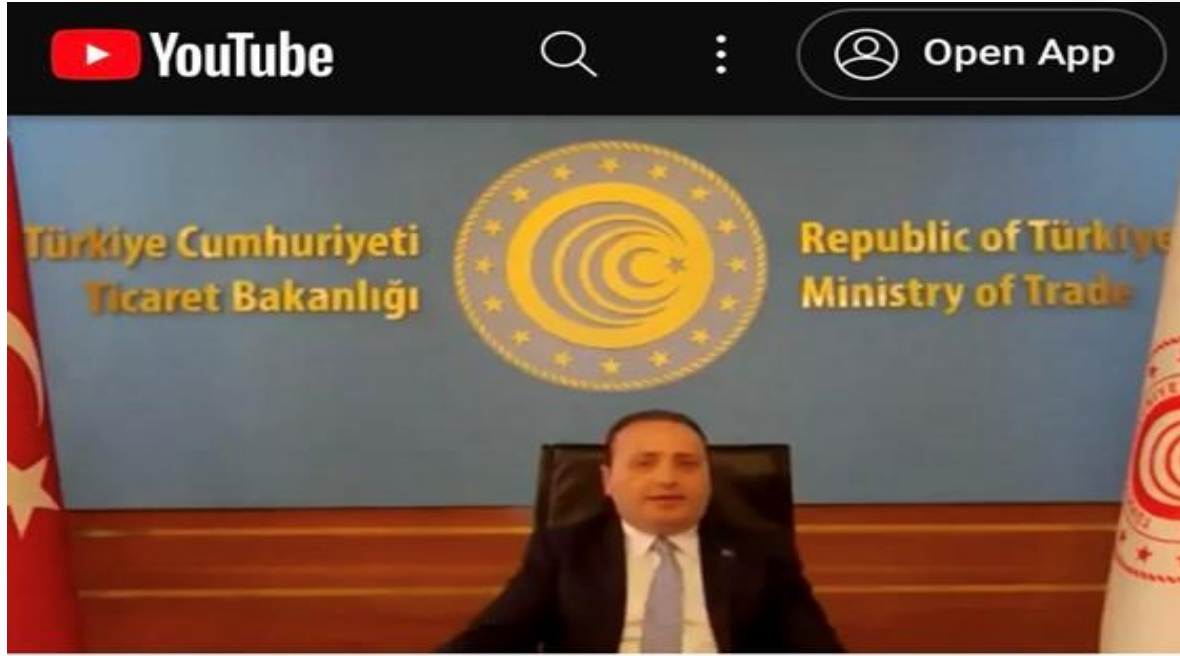 YouTube
Open App
Türkiye Cumhuriyeti
Ticaret Bakanlığı
Republic of Türkiye
Ministry of Trade